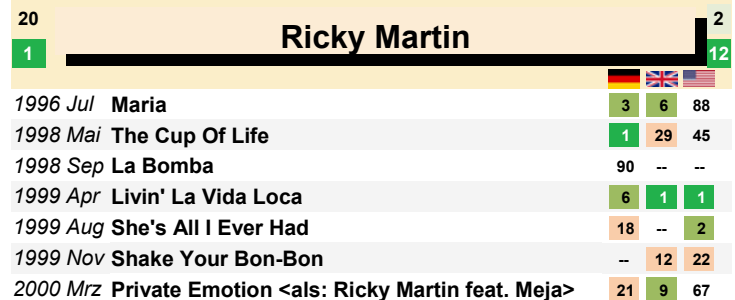 20 Ricky Martin 2
1 12
1996 Jul Maria 3 6 88
1998 Mai The Cup Of Life 1 29 45
1998 Sep La Bomba 90 -- --
1999 Apr Livin' La Vida Loca 6 1 1
1999 Aug She's All I Ever Had 18 -- 2
1999 Nov Shake Your Bon-Bon -- 12 22
2000 Mrz Private Emotion <als: Ricky Martin feat. Meja> 21 9 67